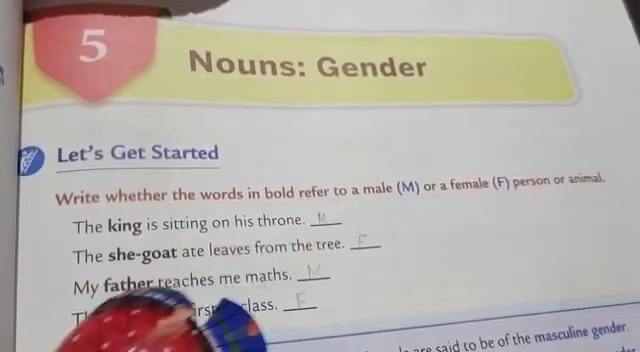 5
Nouns: Gender
Let's Get Started
Write whether the words in bold refer to a male (M) or a female (F) person or animal.
The king is sitting on his throne. M
The she-goat ate leaves from the tree. F
My father teaches me maths. M
class. F
are said to be of the masculine gender.